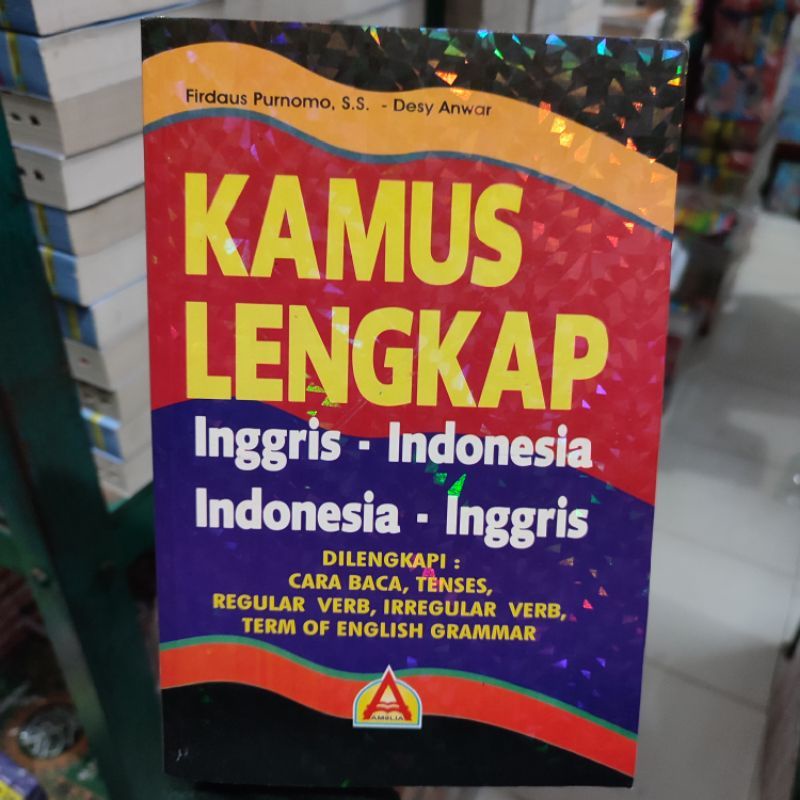 Firdaus Purnomo, S.S. - Desy Anwar
KAMUS
LENGKAP
Inggris - Indonesia
Indonesia - Inggris
DILENGKAPI :
CARA BACA, TENSES,
REGULAR VERB, IRREGULAR VERB,
TERM OF ENGLISH GRAMMAR
AMELIA